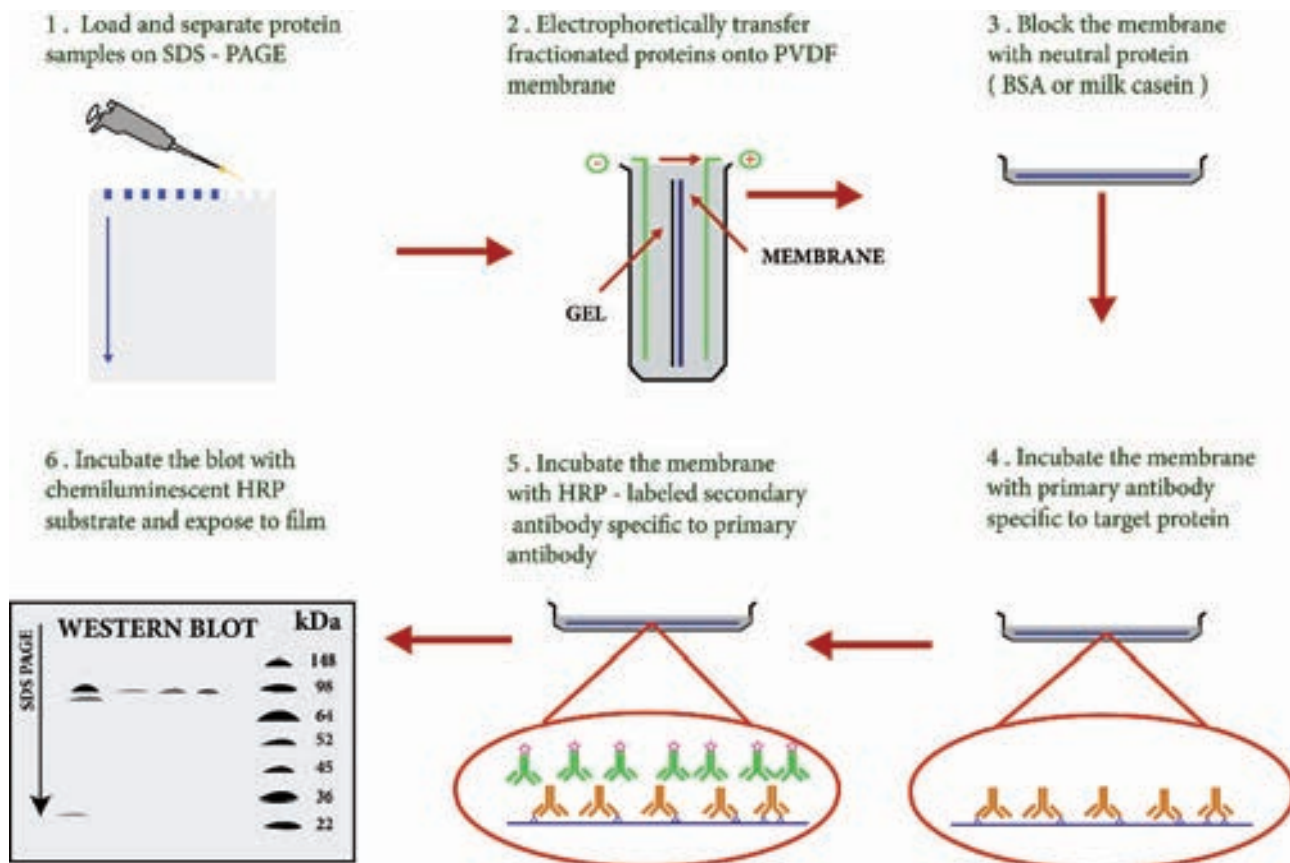 1 . Load and separate protein
samples on SDS - PAGE
2 . Electrophoretically transfer
fractionated proteins onto PVDF
membrane
3 . Block the membrane
with neutral protein
( BSA or milk casein )
-
+
MEMBRANE
GEL
4 . Incubate the membrane
with primary antibody
specific to target protein
5 . Incubate the membrane
with HRP - labeled secondary
antibody specific to primary
antibody
6 . Incubate the blot with
chemiluminescent HRP
substrate and expose to film
SDS PAGE
WESTERN BLOT
kDa
148
98
64
52
45
36
22